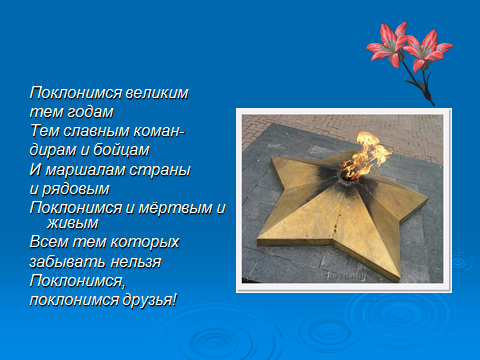 Поклонимся великим
тем годам
Тем славным коман-
дирам и бойцам
И маршалам страны
и рядовым
Поклонимся и мёртвым и
живым
Всем тем которых
забывать нельзя
Поклонимся,
поклонимся друзья!